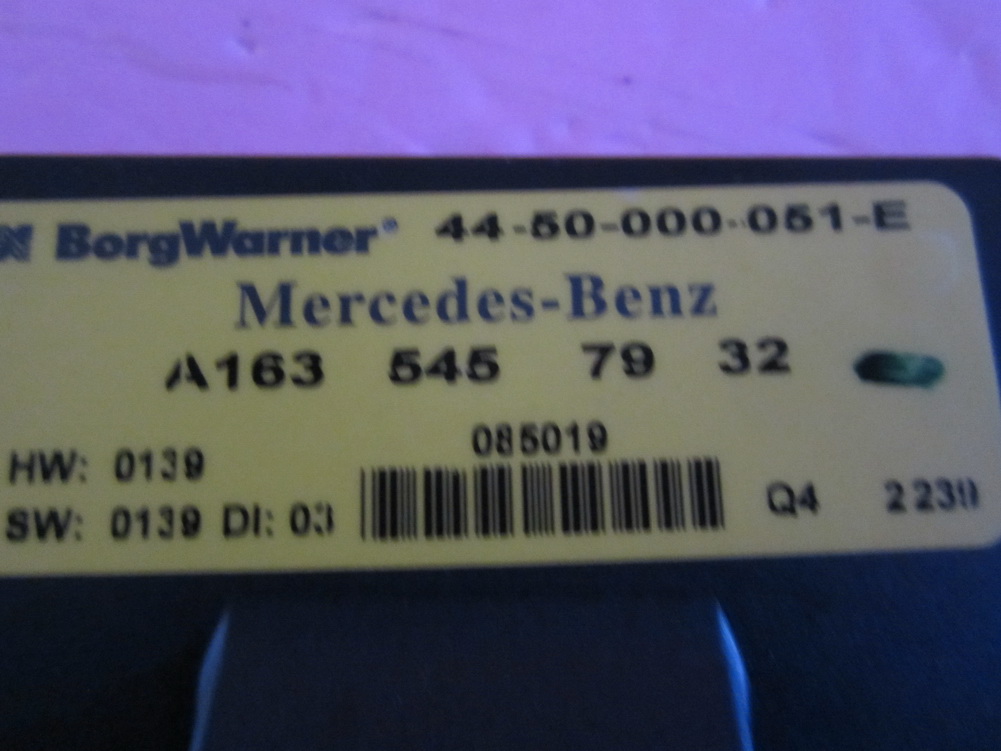 BorgWarner® 44-50-000-051-E
Mercedes-Benz
A163 545 79 32
085019
HW: 0139
SW: 0139 DI: 03
Q4